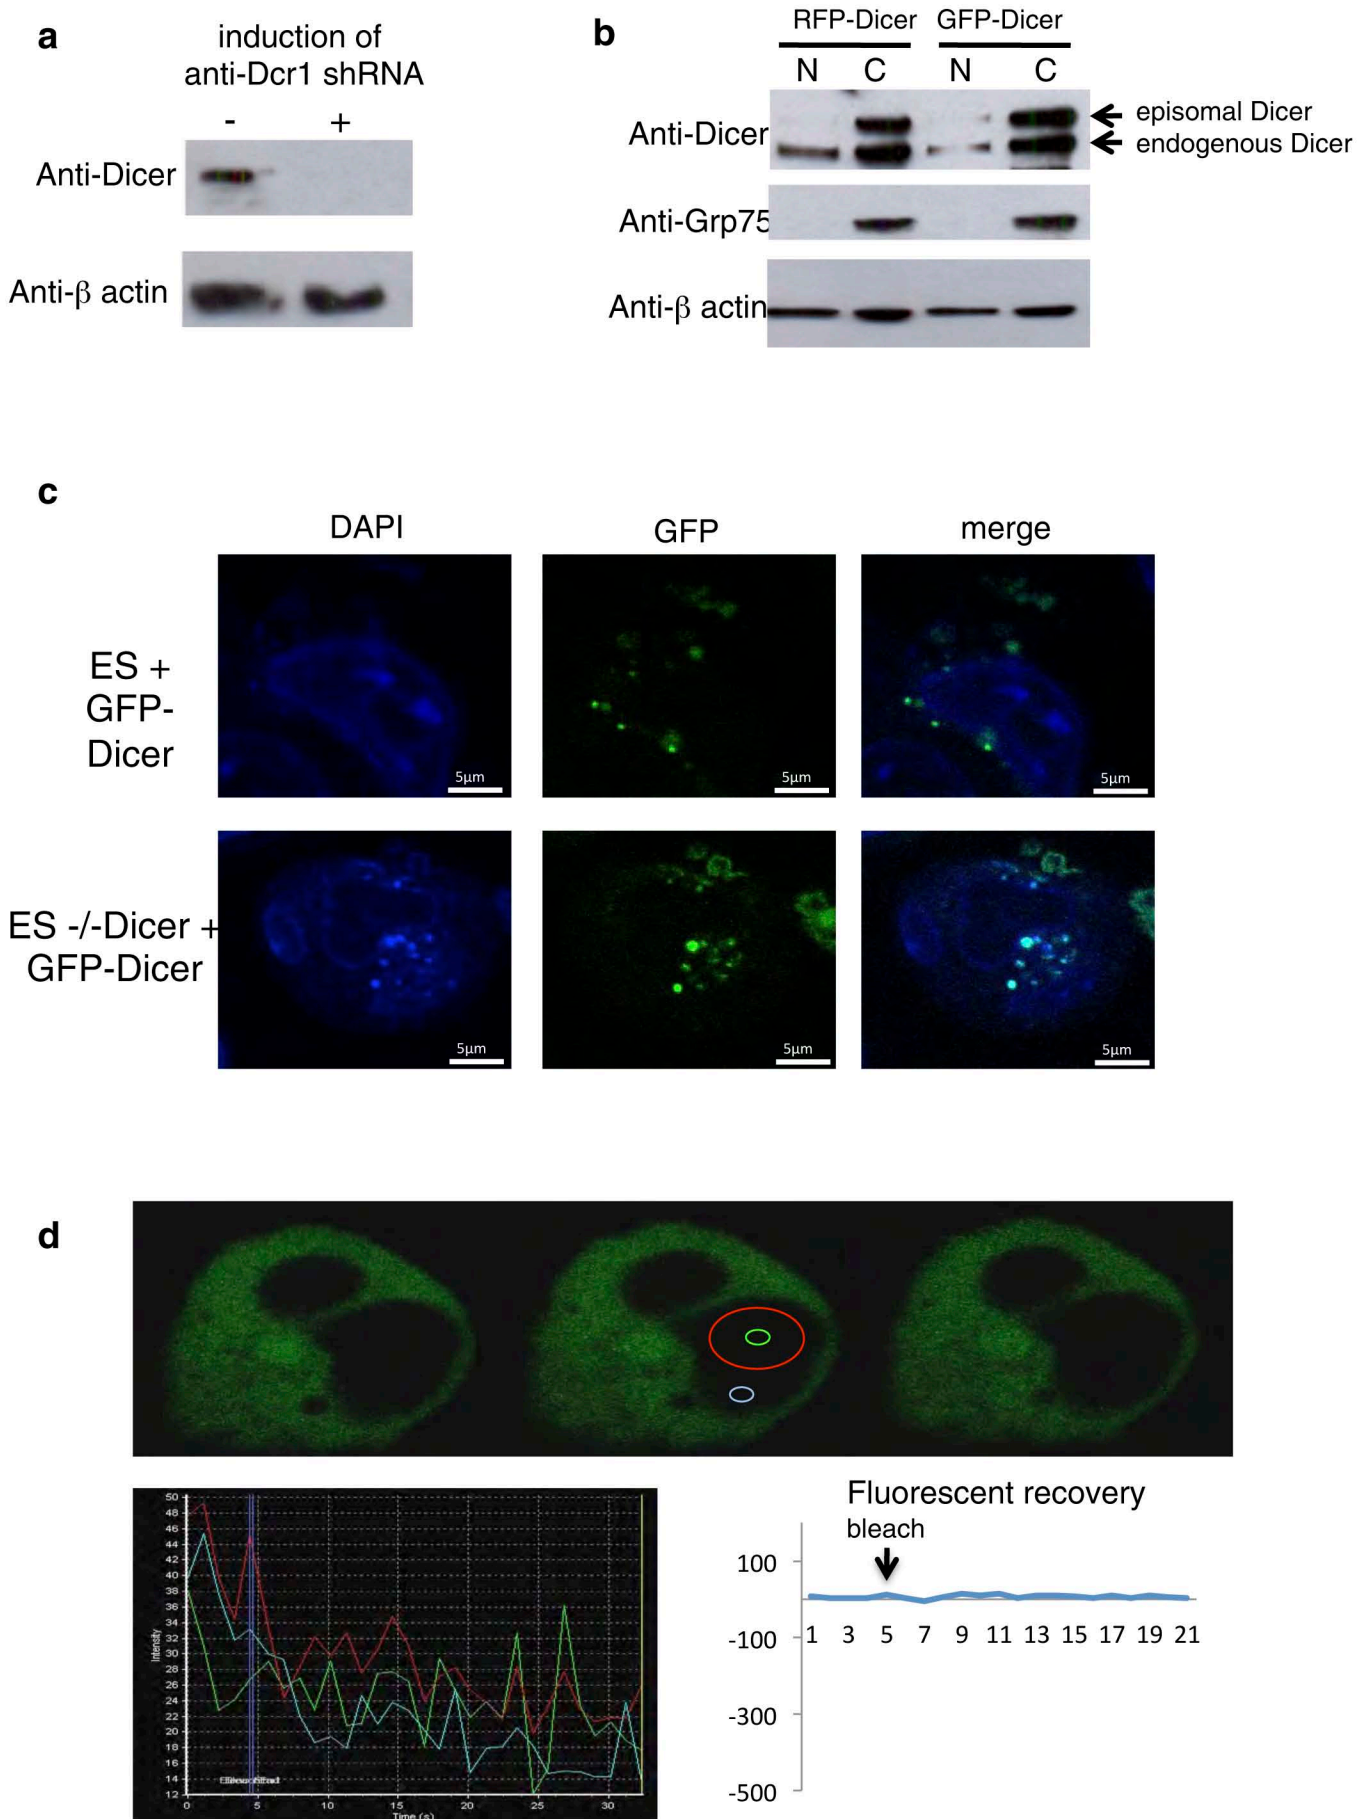 a
induction of
anti-Dcr1 shRNA
- +
Anti-Dicer
Anti-β actin
b
RFP-Dicer GFP-Dicer
N C N C
Anti-Dicer
episomal Dicer
endogenous Dicer
Anti-Grp75
Anti-β actin
c
DAPI GFP merge
ES +
GFP-
Dicer
5µm 5µm 5µm
ES -/-Dicer +
GFP-Dicer
5µm 5µm 5µm
d
50
48
46
44
42
40
38
36
34
32
30
28
26
24
22
20
18
16
14
12
Intensity
0 5 10 15 20 25 30
Time (s)
Fluorescent recovery
bleach
100
-100
-300
-500
1 3 5 7 9 11 13 15 17 19 21